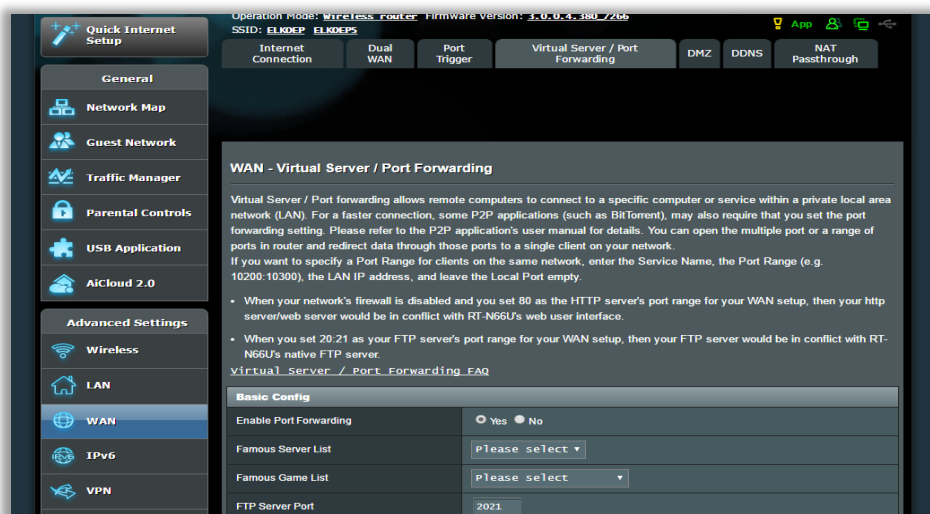 Operation Mode: Wireless router Firmware Version: 3.0.0.4.380_7266
SSID: ELKOEP ELKOEP5
App
Quick Internet
Setup
Internet
Connection
Dual
WAN
Port
Trigger
Virtual Server / Port
Forwarding
DMZ
DDNS
NAT
Passthrough
General
Network Map
Guest Network
Traffic Manager
Parental Controls
USB Application
AiCloud 2.0
Advanced Settings
Wireless
LAN
WAN
IPv6
VPN
WAN - Virtual Server / Port Forwarding
Virtual Server / Port forwarding allows remote computers to connect to a specific computer or service within a private local area
network (LAN). For a faster connection, some P2P applications (such as BitTorrent), may also require that you set the port
forwarding setting. Please refer to the P2P application's user manual for details. You can open the multiple port or a range of
ports in router and redirect data through those ports to a single client on your network.
If you want to specify a Port Range for clients on the same network, enter the Service Name, the Port Range (e.g.
10200:10300), the LAN IP address, and leave the Local Port empty.
• When your network's firewall is disabled and you set 80 as the HTTP server's port range for your WAN setup, then your http
server/web server would be in conflict with RT-N66U's web user interface.
• When you set 20:21 as your FTP server's port range for your WAN setup, then your FTP server would be in conflict with RT-
N66U's native FTP server.
Virtual Server / Port Forwarding FAQ
Basic Config
Enable Port Forwarding Yes No
Famous Server List Please select
Famous Game List Please select
FTP Server Port 2021